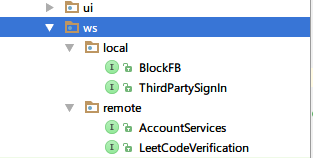 ui
ws
local
I BlockFB
I ThirdPartySignIn
remote
I AccountServices
I LeetCodeVerification